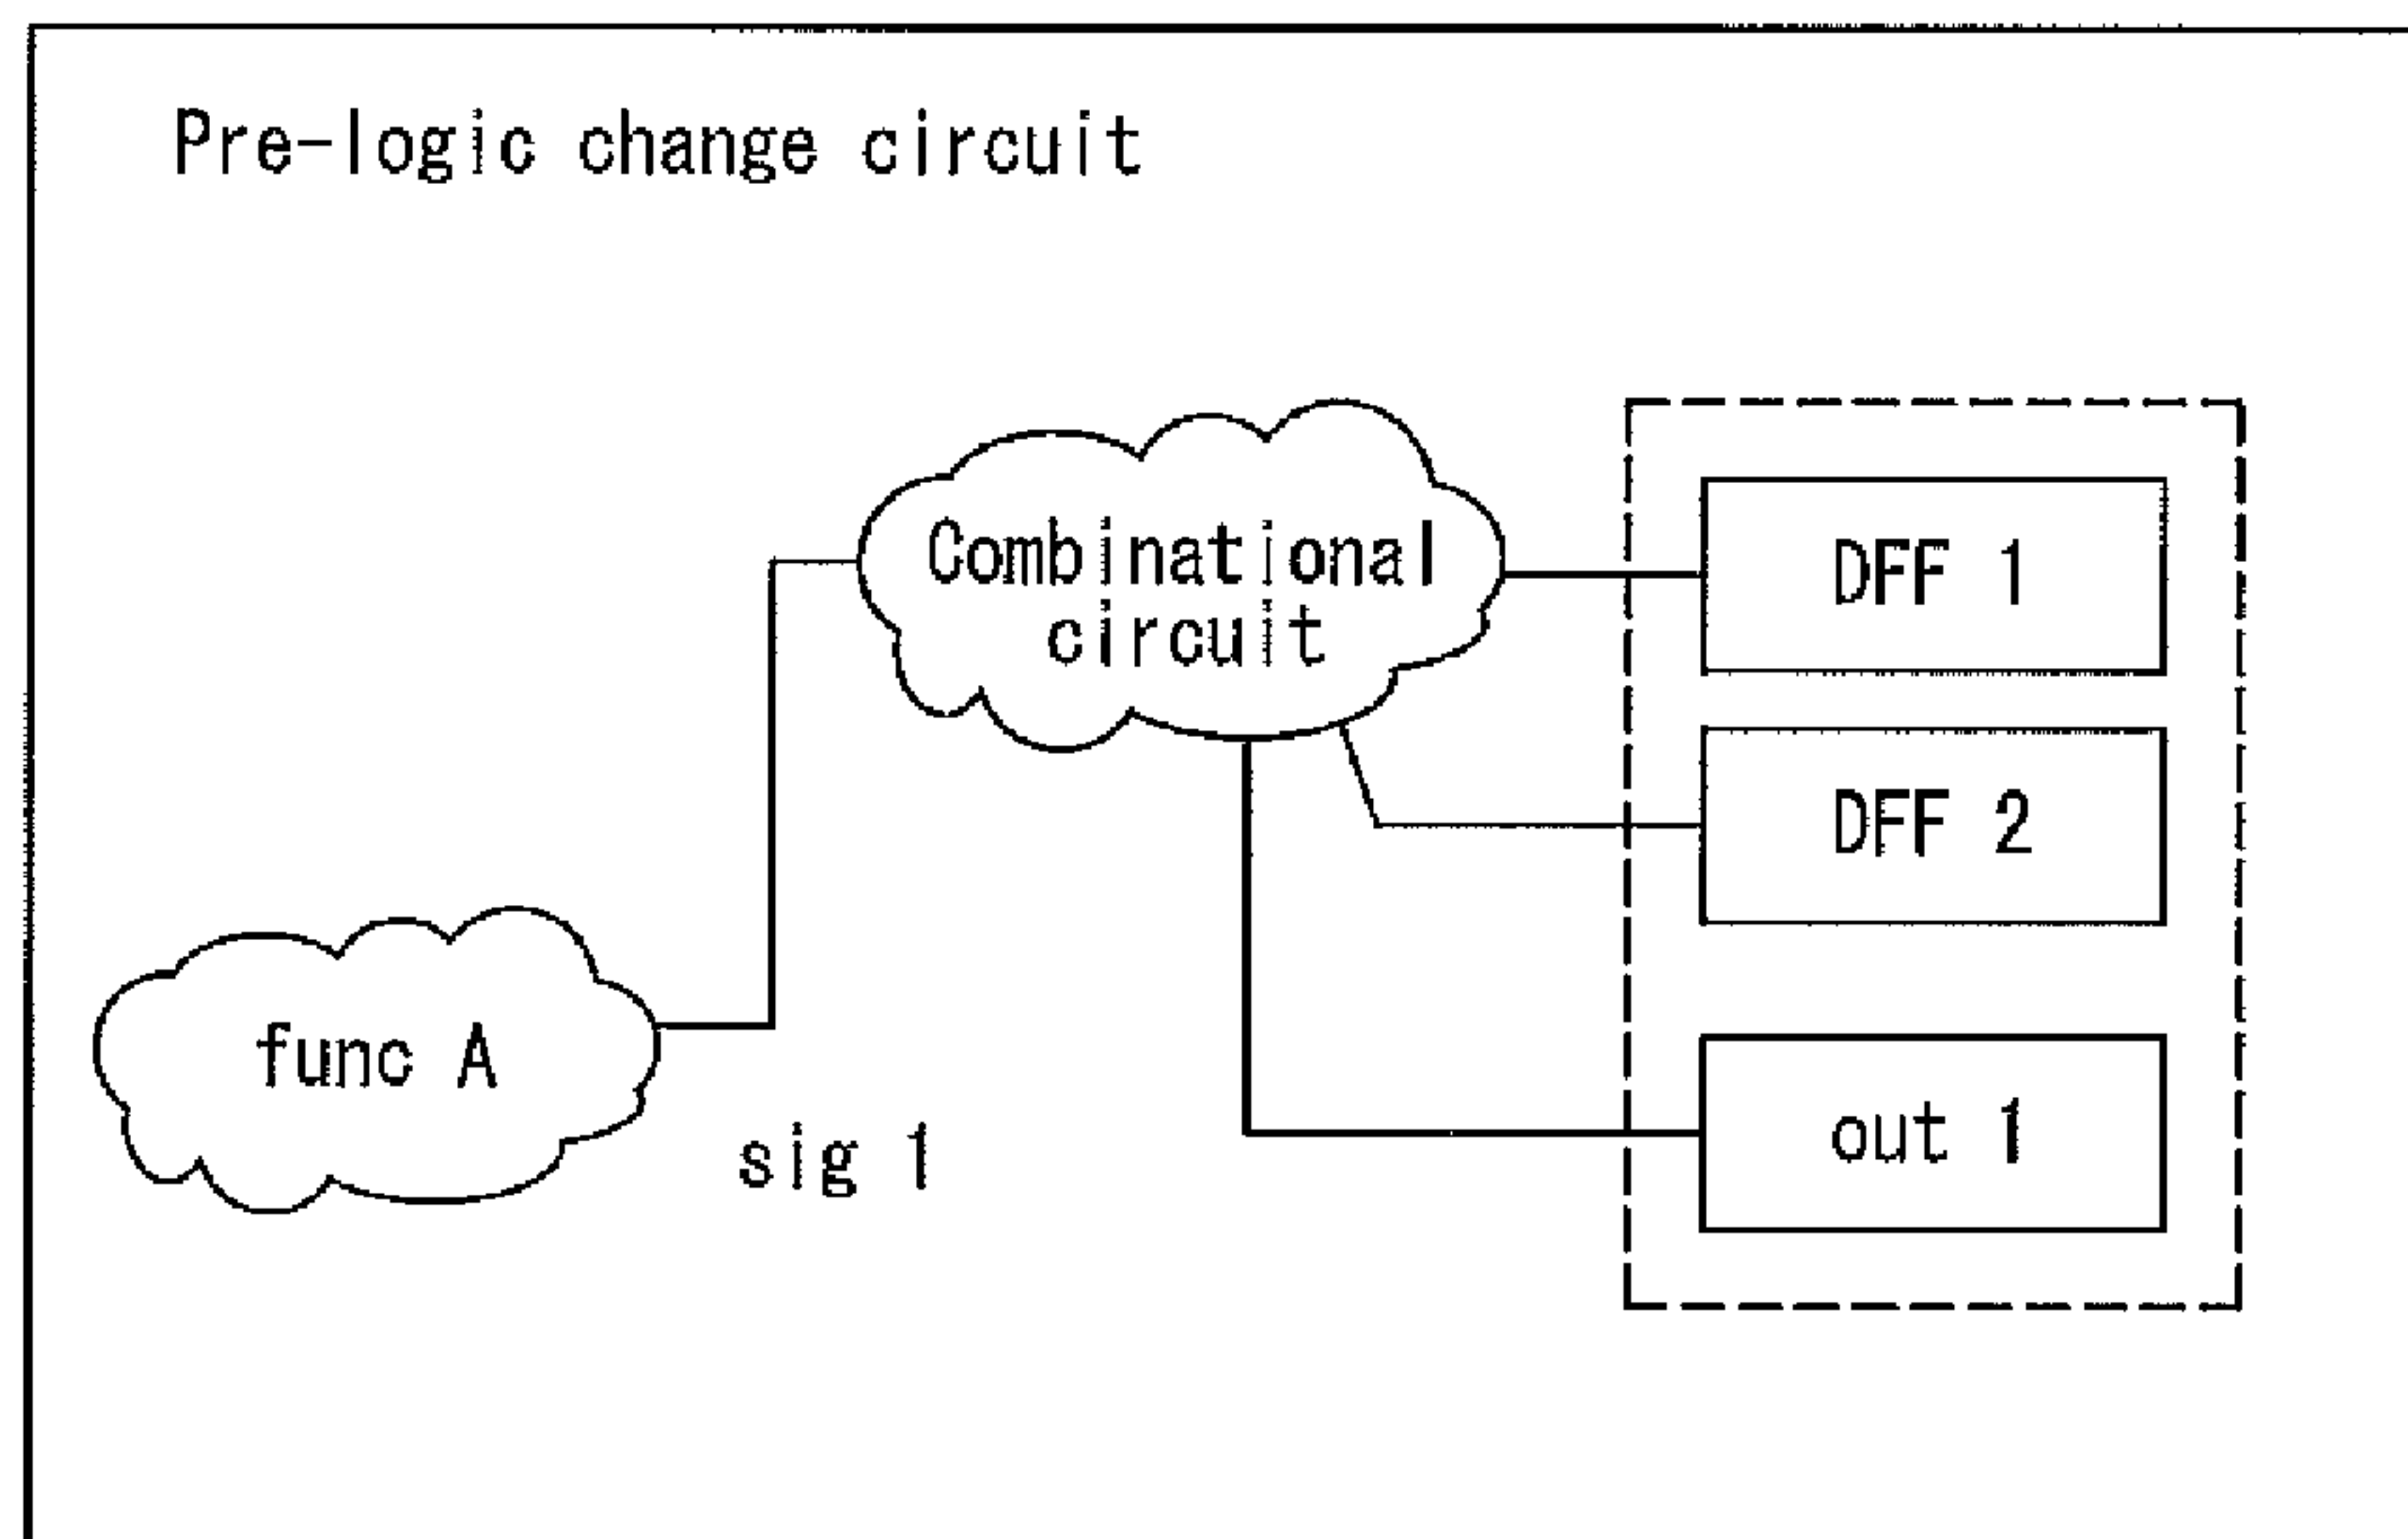 Pre-logic change circuit
Combinational
circuit
DFF 1
DFF 2
func A
sig 1
out 1